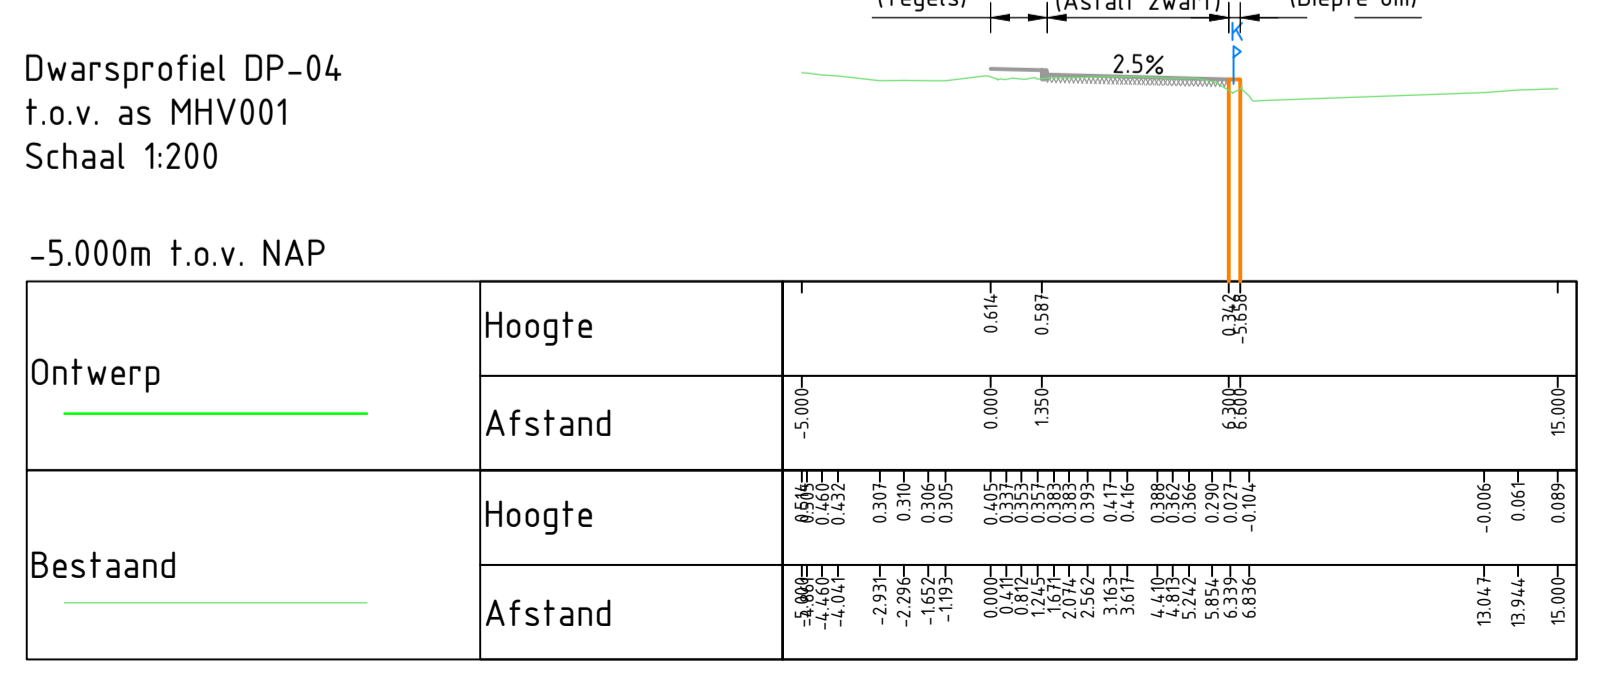 (Tegels) (Asfalt zwart) (Diepte 6m)
K
2.5%
Dwarsprofiel DP-04
t.o.v. as MHV001
Schaal 1:200
-5.000m t.o.v. NAP
Ontwerp
Hoogte
0.614 0.587 0.342 -5.658
Afstand
-5.000 0.000 1.350 6.300 6.600 15.000
Bestaand
Hoogte
0.460 0.432 0.307 0.310 0.306 0.305 0.405 0.337 0.353 0.357 0.383 0.383 0.393 0.417 0.416 0.388 0.362 0.366 0.290 0.027 -0.104 -0.006 0.061 0.089
Afstand
-5.000 -4.460 -4.041 -2.931 -2.296 -1.652 -1.193 0.000 0.411 0.812 1.245 1.671 2.074 2.562 3.163 3.617 4.410 4.813 5.242 5.854 6.339 6.836 13.047 13.944 15.000